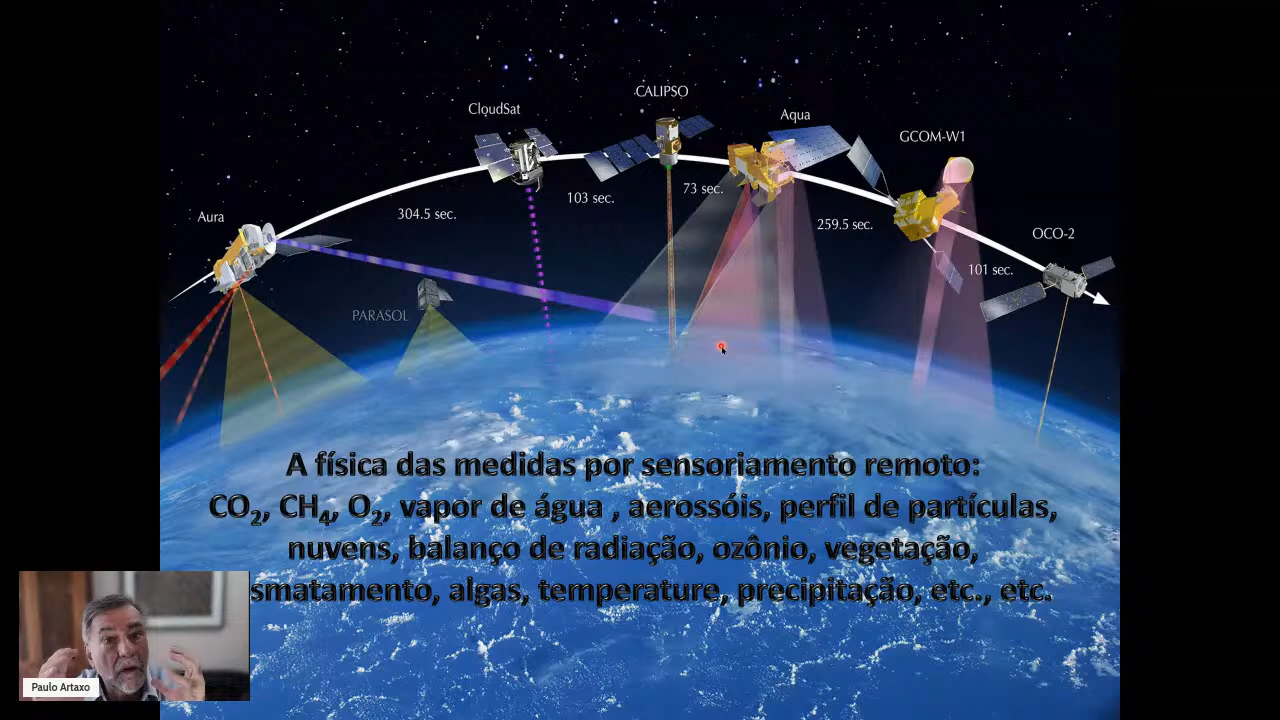 CALIPSO
CloudSat
Aqua
GCOM-W1
103 sec.
73 sec.
Aura
304.5 sec.
259.5 sec.
OCO-2
101 sec.
PARASOL
A física das medidas por sensoriamento remoto:
CO₂, CH₄, O₂, vapor de água , aerossóis, perfil de partículas,
nuvens, balanço de radiação, ozônio, vegetação,
smatamento, algas, temperature, precipitação, etc., etc.
Paulo Artaxo